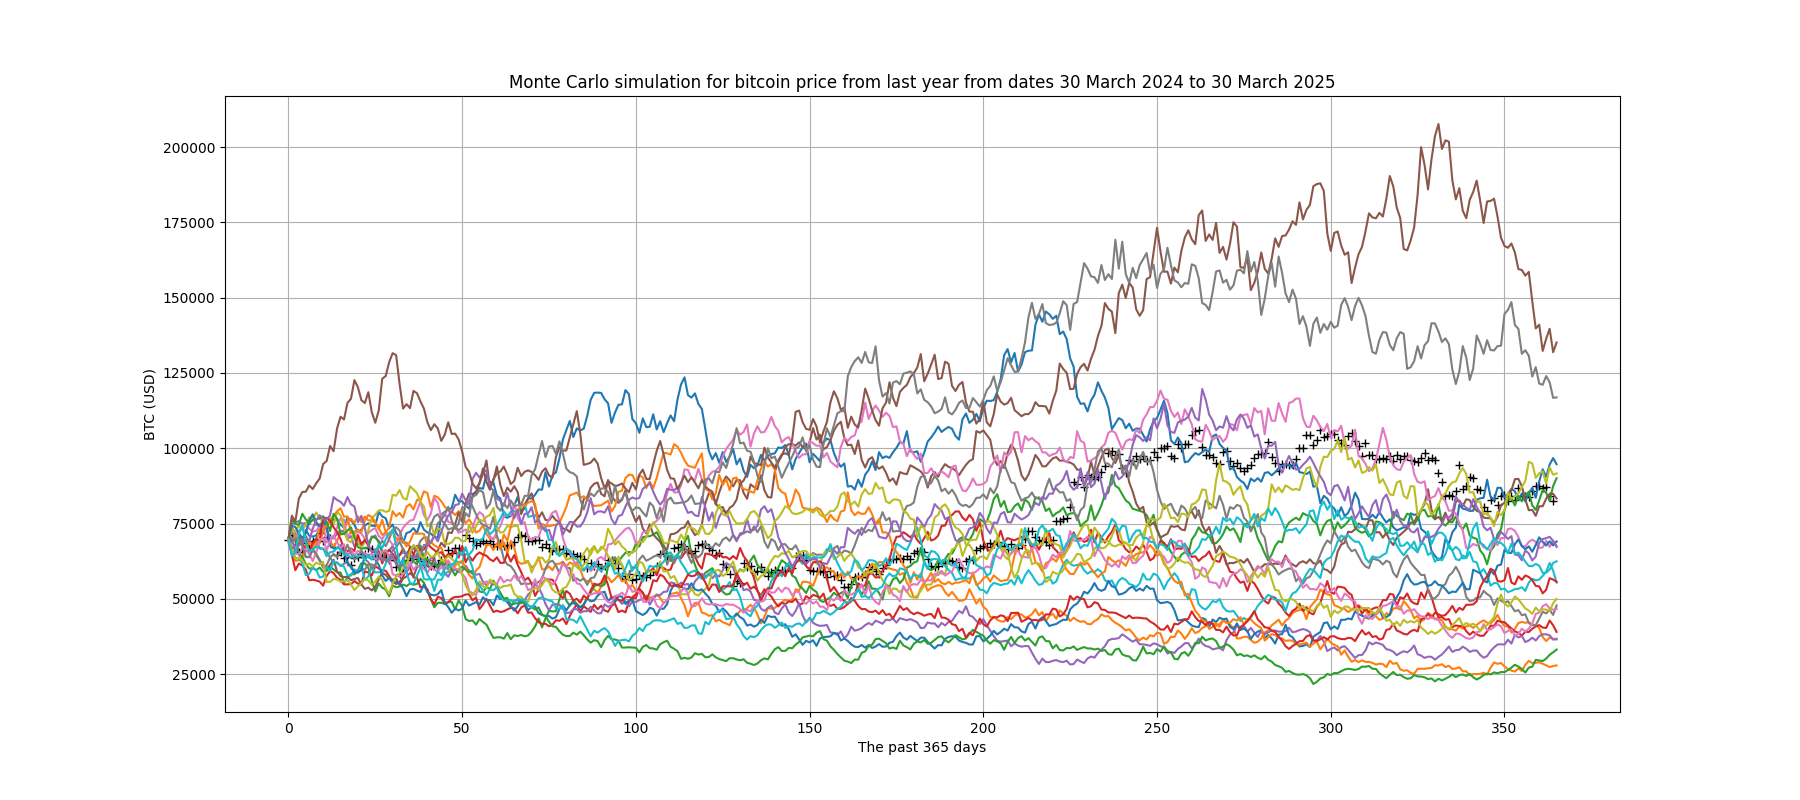 Monte Carlo simulation for bitcoin price from last year from dates 30 March 2024 to 30 March 2025
200000
175000
150000
125000
100000
75000
50000
25000
BTC (USD)
0 50 100 150 200 250 300 350
The past 365 days